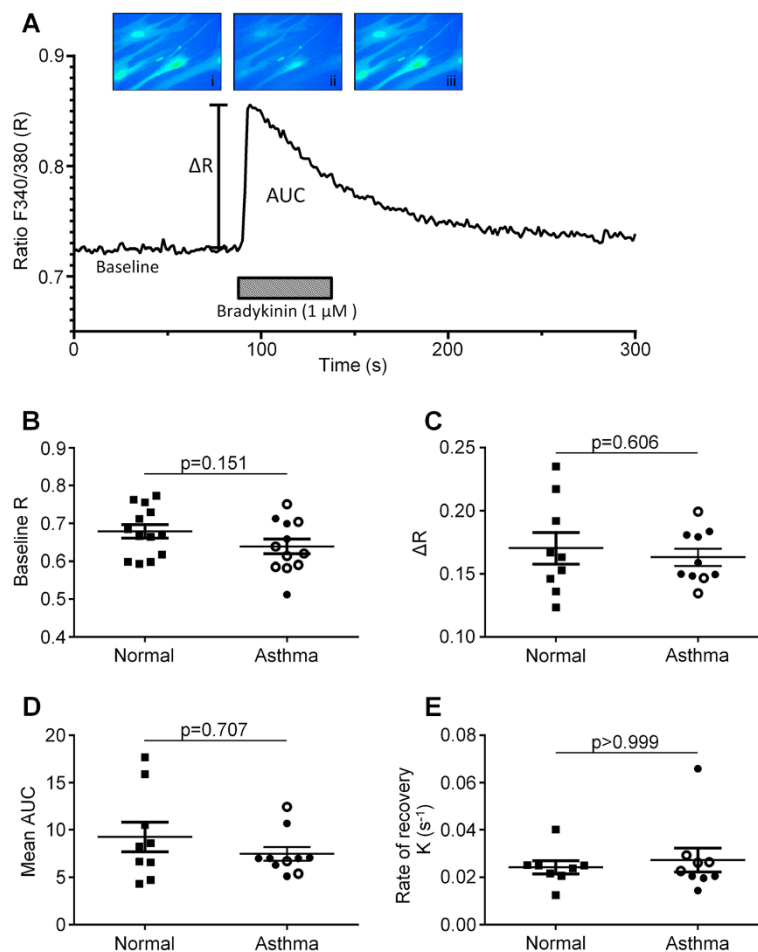 A
i
ii
iii
0.9
0.8
0.7
Ratio F340/380 (R)
ΔR
AUC
Baseline
Bradykinin (1 µM )
0
100
200
300
Time (s)
B
0.9
0.8
0.7
0.6
0.5
0.4
Baseline R
p=0.151
Normal
Asthma
C
0.25
0.20
0.15
0.10
ΔR
p=0.606
Normal
Asthma
D
20
15
10
5
0
Mean AUC
p=0.707
Normal
Asthma
E
0.08
0.06
0.04
0.02
0.00
Rate of recovery
K (s⁻¹)
p>0.999
Normal
Asthma